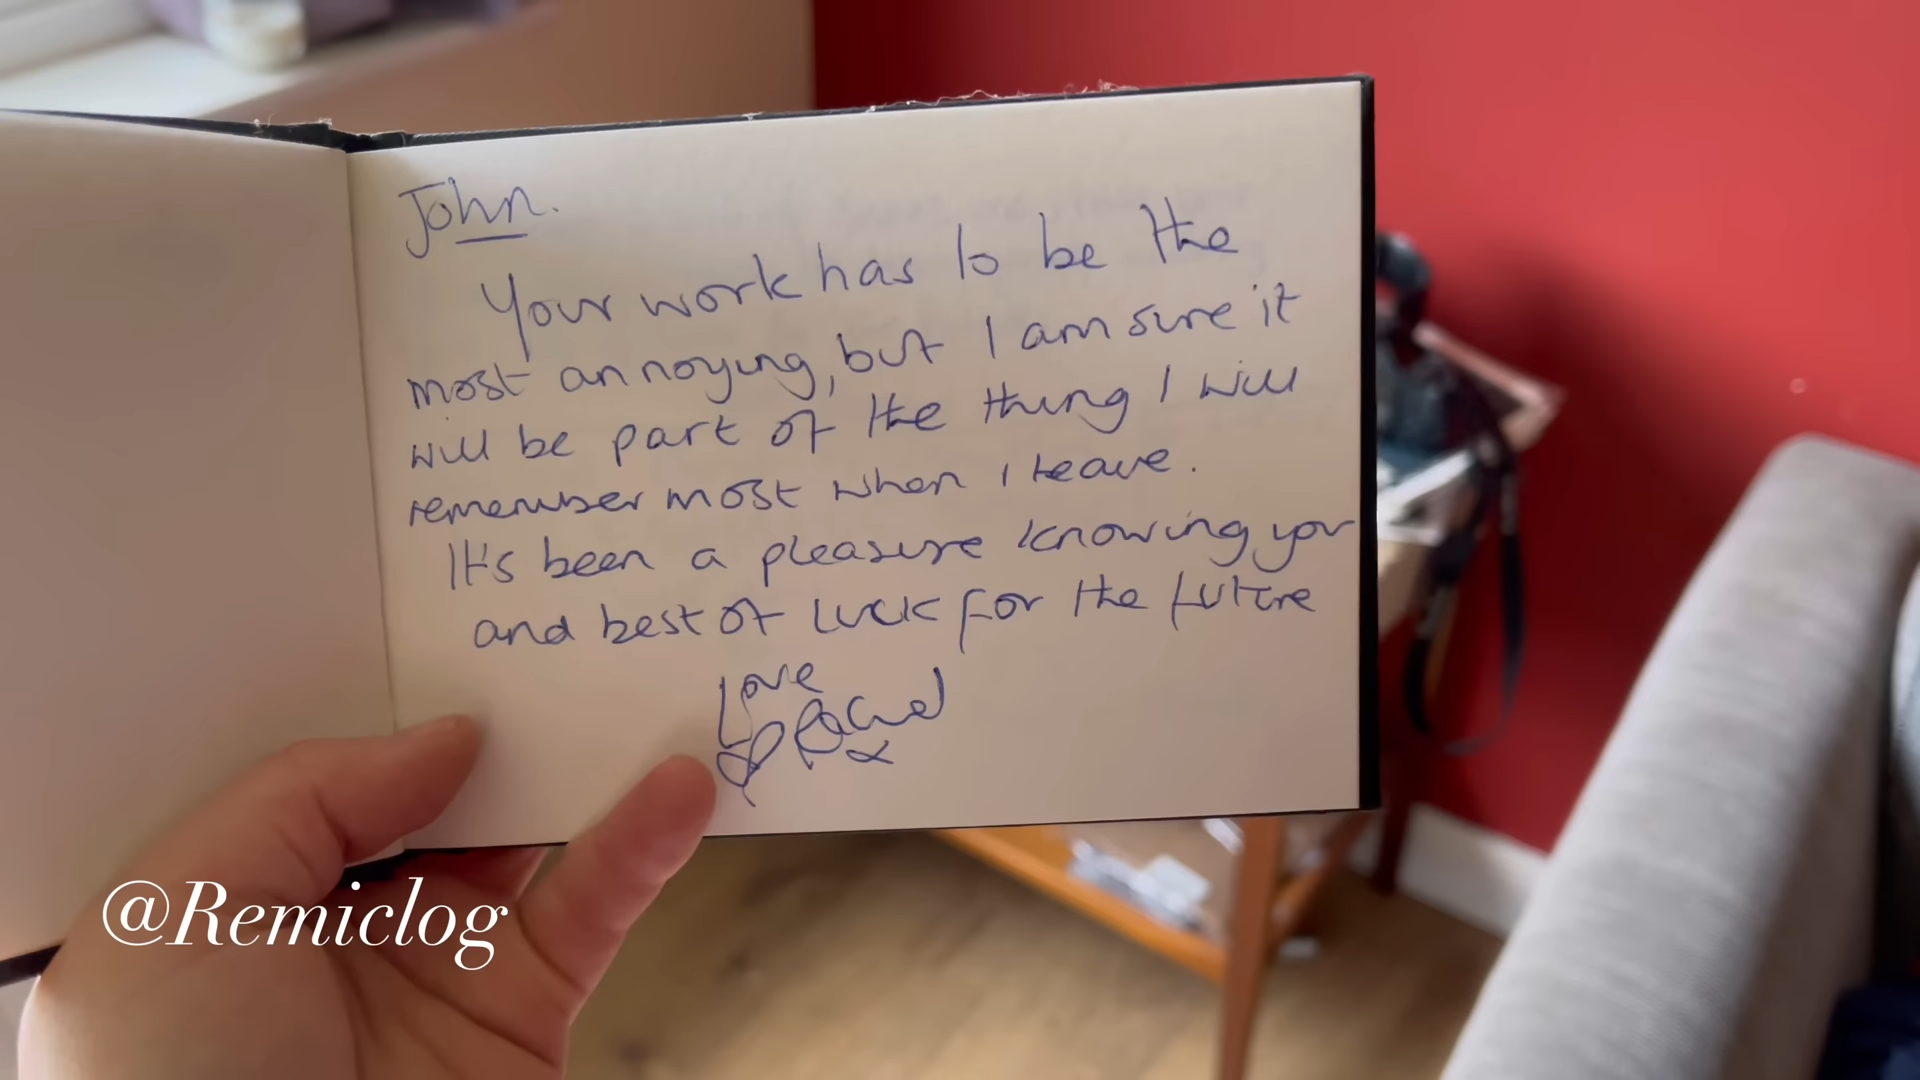 John.
Your work has to be the
most annoying, but I am sure it
will be part of the thing I will
remember most when I leave.
It's been a pleasure knowing you
and best of luck for the future
Love
Rachel
x
@Remiclog